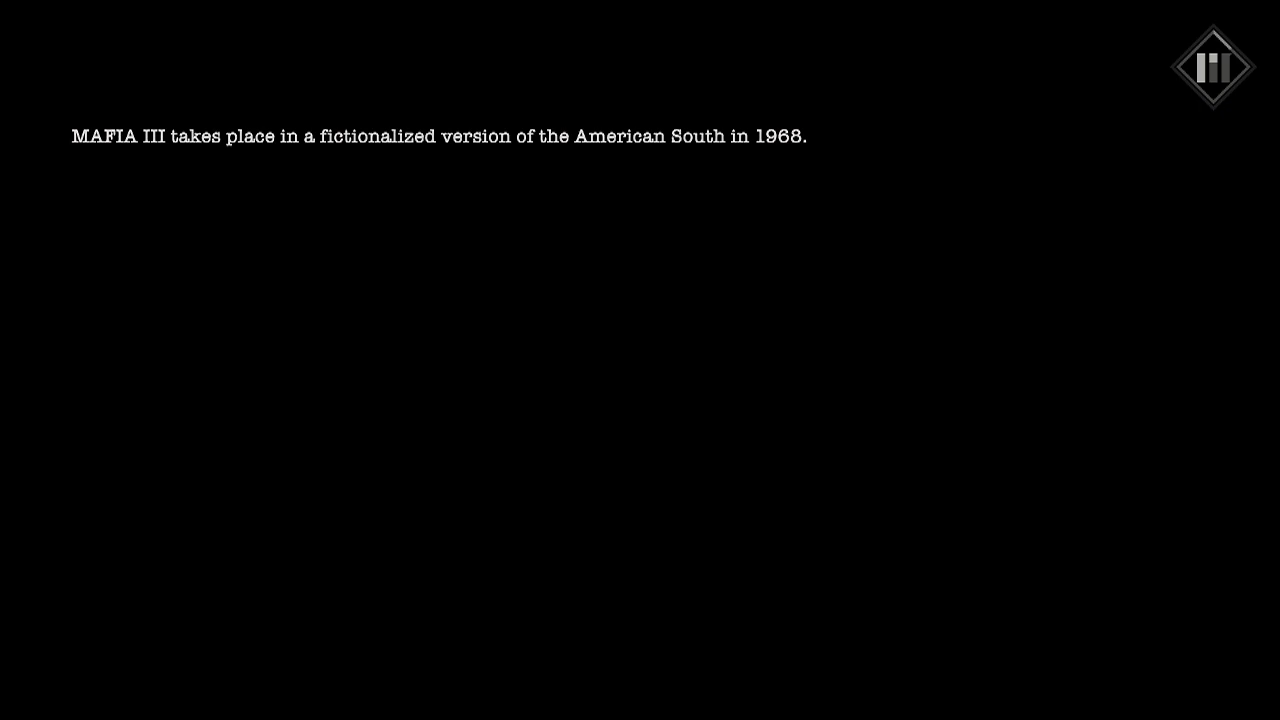 MAFIA III takes place in a fictionalized version of the American South in 1968.